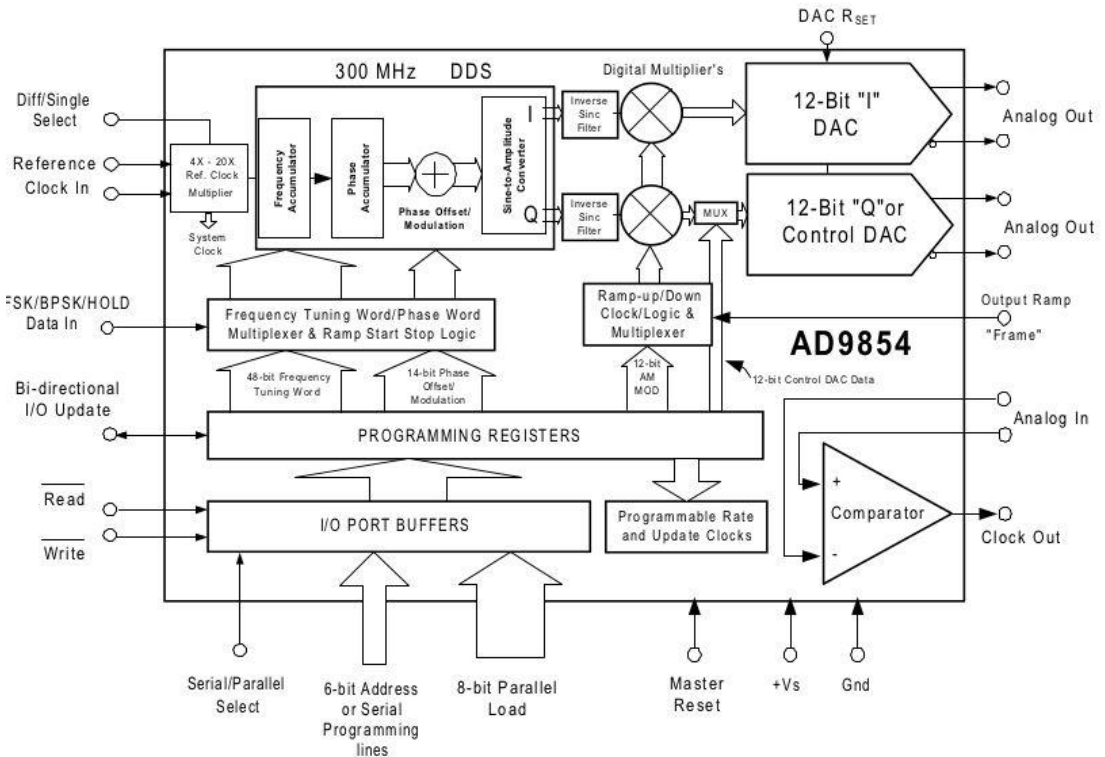 DAC RSET
300 MHz DDS
Digital Multiplier's
Diff/Single
Select
Reference
Clock In
4X - 20X
Ref. Clock
Multiplier
System
Clock
Frequency
Accumulator
Phase
Accumulator
Phase Offset/
Modulation
Sine-to-Amplitude
Converter
I
Q
Inverse
Sinc
Filter
Inverse
Sinc
Filter
MUX
12-Bit "I"
DAC
12-Bit "Q"or
Control DAC
Analog Out
Analog Out
FSK/BPSK/HOLD
Data In
Frequency Tuning Word/Phase Word
Multiplexer & Ramp Start Stop Logic
Ramp-up/Down
Clock/Logic &
Multiplexer
Output Ramp
"Frame"
AD9854
48-bit Frequency
Tuning Word
14-bit Phase
Offset/
Modulation
12-bit
AM
MOD
12-bit Control DAC Data
Bi-directional
I/O Update
PROGRAMMING REGISTERS
Analog In
Read
Write
I/O PORT BUFFERS
Programmable Rate
and Update Clocks
+
Comparator
-
Clock Out
Serial/Parallel
Select
6-bit Address
or Serial
Programming
lines
8-bit Parallel
Load
Master
Reset
+Vs
Gnd